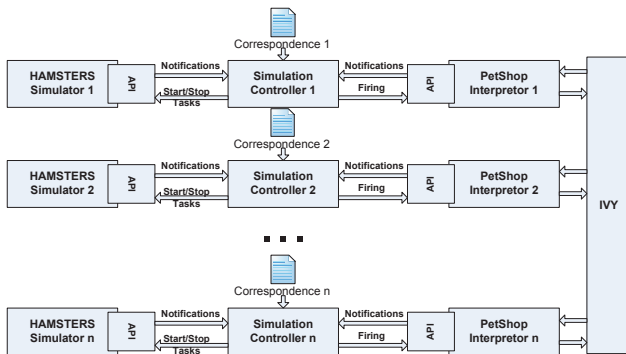 Correspondence 1
HAMSTERS
Simulator 1
API
Notifications
Start/Stop
Tasks
Simulation
Controller 1
Notifications
Firing
API
PetShop
Interpretor 1
Correspondence 2
HAMSTERS
Simulator 2
API
Notifications
Start/Stop
Tasks
Simulation
Controller 2
Notifications
Firing
API
PetShop
Interpretor 2
IVY
...
Correspondence n
HAMSTERS
Simulator n
API
Notifications
Start/Stop
Tasks
Simulation
Controller n
Notifications
Firing
API
PetShop
Interpretor n